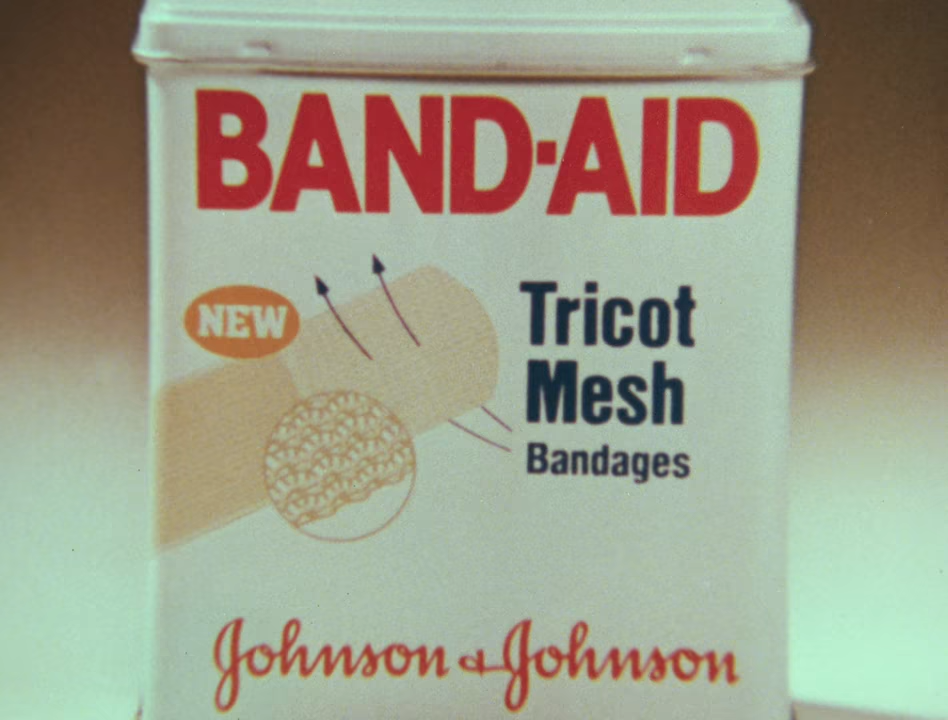 BAND-AID
NEW
Tricot
Mesh
Bandages
Johnson & Johnson